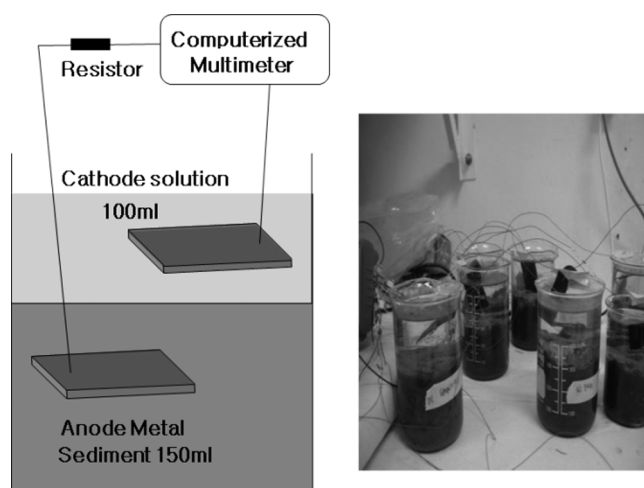 Computerized
Multimeter
Resistor
Cathode solution
100ml
Anode Metal
Sediment 150ml